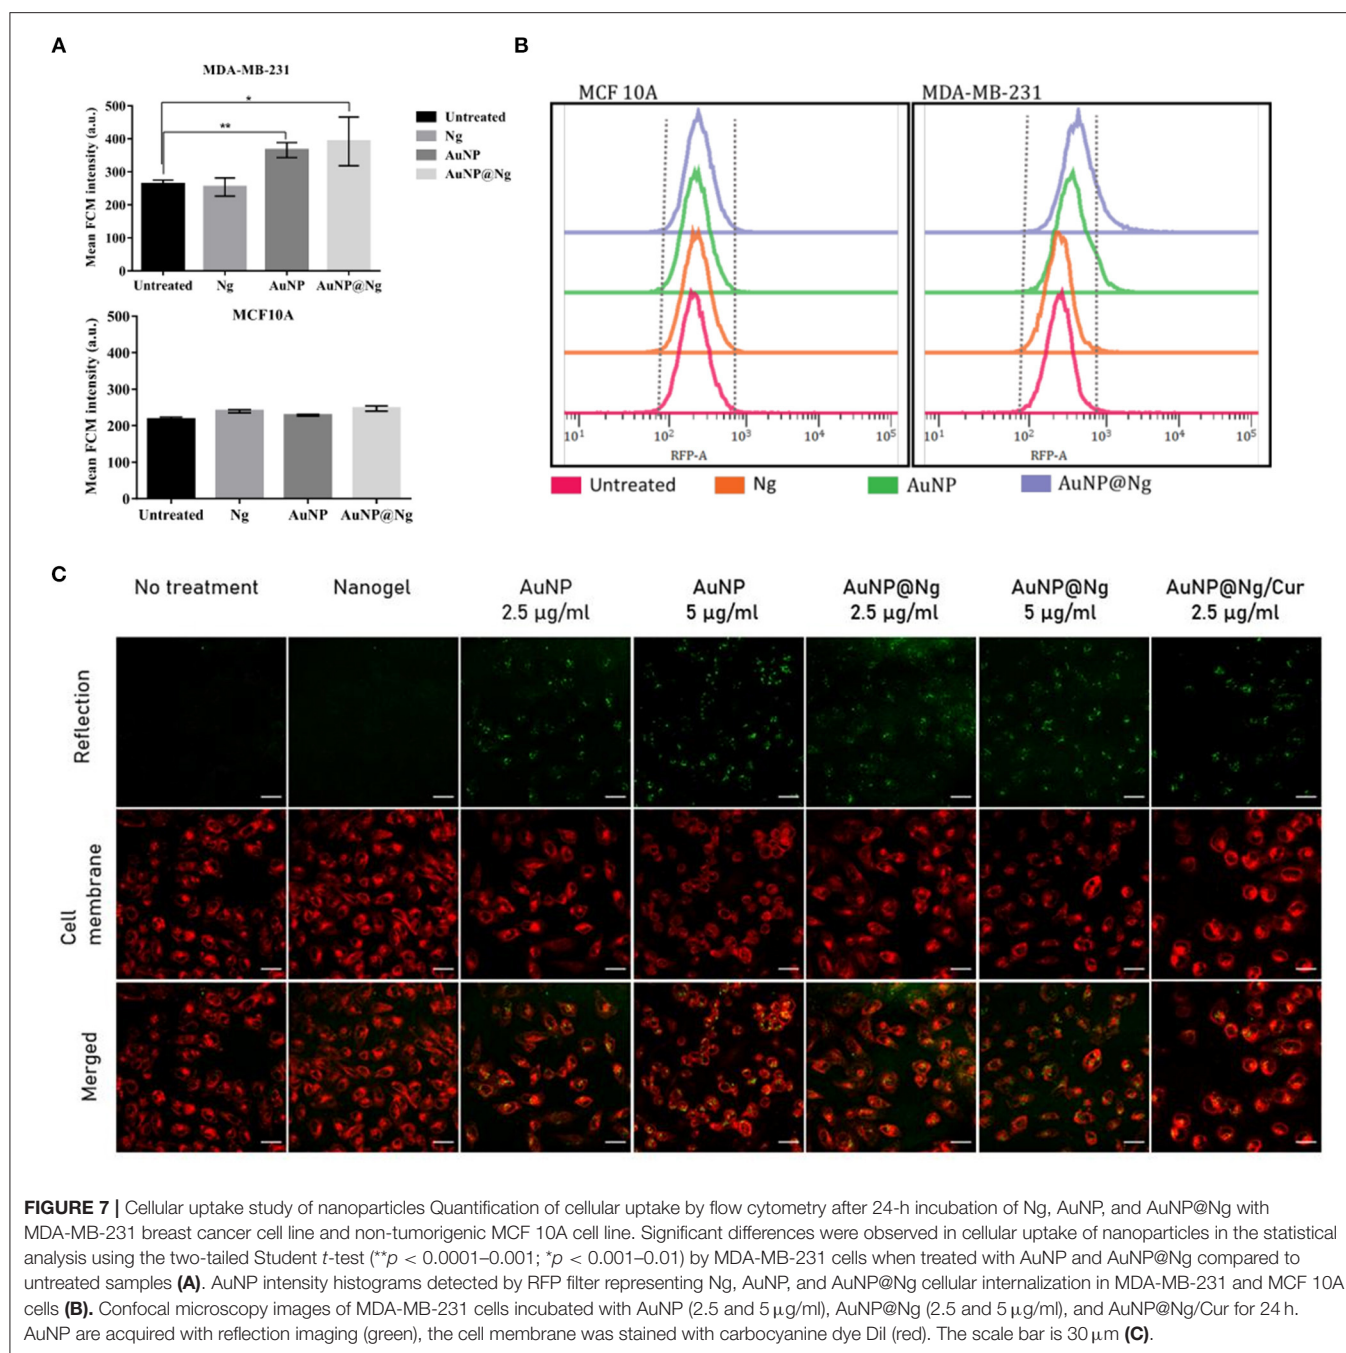 A
MDA-MB-231
Mean FCM intensity (a.u.)
500
400
300
200
100
0
*
**
Untreated
Ng
AuNP
AuNP@Ng
Untreated Ng AuNP AuNP@Ng
MCF10A
Mean FCM intensity (a.u.)
500
400
300
200
100
0
Untreated Ng AuNP AuNP@Ng
B
MCF 10A
MDA-MB-231
10¹ 10² 10³ 10⁴ 10⁵
RFP-A
10¹ 10² 10³ 10⁴ 10⁵
RFP-A
Untreated Ng AuNP AuNP@Ng
C
No treatment
Nanogel
AuNP
2.5 µg/ml
AuNP
5 µg/ml
AuNP@Ng
2.5 µg/ml
AuNP@Ng
5 µg/ml
AuNP@Ng/Cur
2.5 µg/ml
Reflection
Cell
membrane
Merged
FIGURE 7 | Cellular uptake study of nanoparticles Quantification of cellular uptake by flow cytometry after 24-h incubation of Ng, AuNP, and AuNP@Ng with
MDA-MB-231 breast cancer cell line and non-tumorigenic MCF 10A cell line. Significant differences were observed in cellular uptake of nanoparticles in the statistical
analysis using the two-tailed Student t-test (**p < 0.0001–0.001; *p < 0.001–0.01) by MDA-MB-231 cells when treated with AuNP and AuNP@Ng compared to
untreated samples (A). AuNP intensity histograms detected by RFP filter representing Ng, AuNP, and AuNP@Ng cellular internalization in MDA-MB-231 and MCF 10A
cells (B). Confocal microscopy images of MDA-MB-231 cells incubated with AuNP (2.5 and 5 µg/ml), AuNP@Ng (2.5 and 5 µg/ml), and AuNP@Ng/Cur for 24 h.
AuNP are acquired with reflection imaging (green), the cell membrane was stained with carbocyanine dye DiI (red). The scale bar is 30 µm (C).